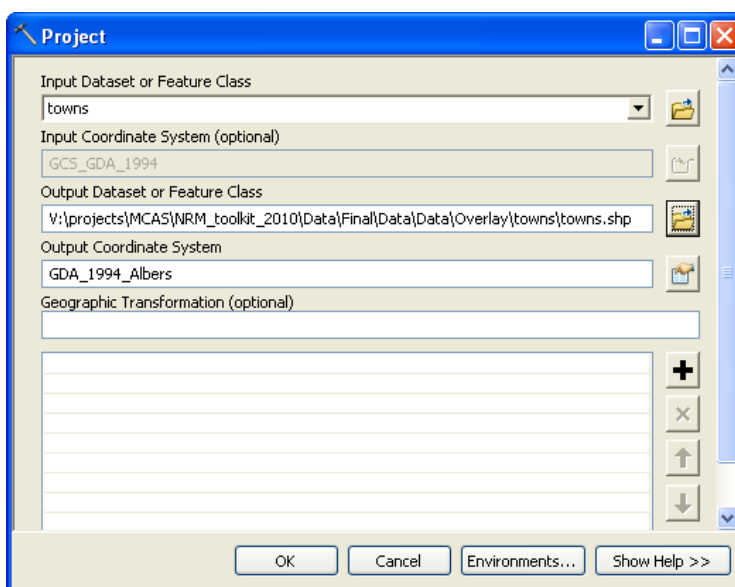 Project
Input Dataset or Feature Class
towns
Input Coordinate System (optional)
GCS_GDA_1994
Output Dataset or Feature Class
V:\projects\MCAS\NRM_toolkit_2010\Data\Final\Data\Data\Overlay\towns\towns.shp
Output Coordinate System
GDA_1994_Albers
Geographic Transformation (optional)
OK Cancel Environments... Show Help >>